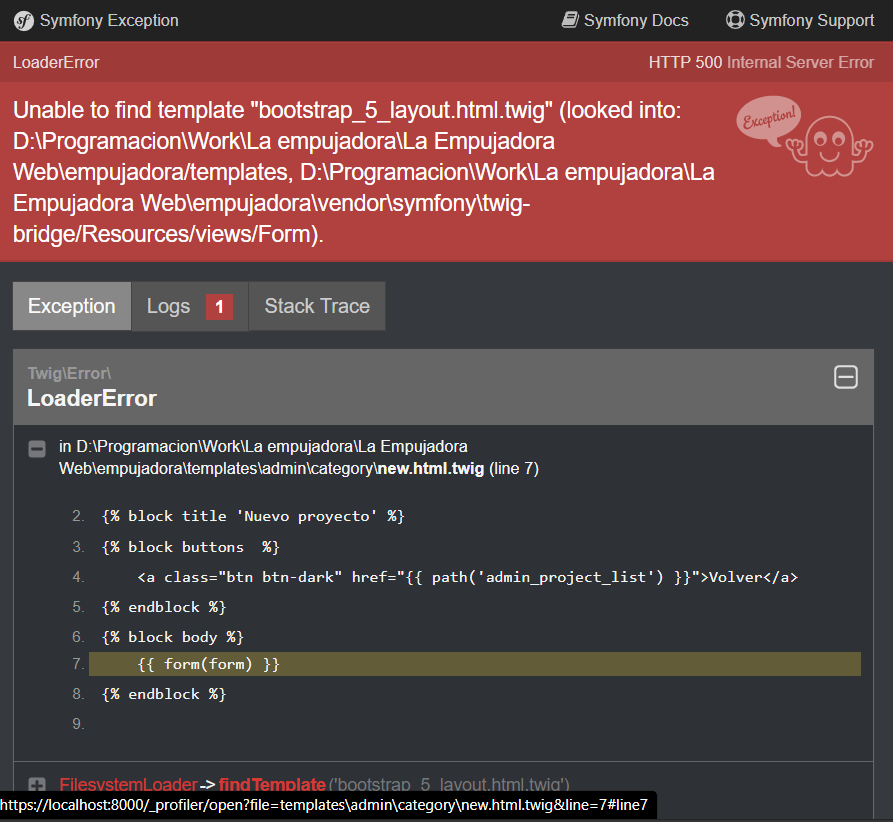 Symfony Exception
Symfony Docs
Symfony Support
LoaderError
HTTP 500 Internal Server Error
Unable to find template "bootstrap_5_layout.html.twig" (looked into:
D:\Programacion\Work\La empujadora\La Empujadora
Web\empujadora/templates, D:\Programacion\Work\La empujadora\La
Empujadora Web\empujadora\vendor\symfony\twig-
bridge/Resources/views/Form).
Exception!
Exception
Logs 1
Stack Trace
Twig\Error\
LoaderError
in D:\Programacion\Work\La empujadora\La Empujadora
Web\empujadora\templates\admin\category\new.html.twig (line 7)
2. {% block title 'Nuevo proyecto' %}
3. {% block buttons  %}
4.     <a class="btn btn-dark" href="{{ path('admin_project_list') }}">Volver</a>
5. {% endblock %}
6. {% block body %}
7.     {{ form(form) }}
8. {% endblock %}
9.
FilesystemLoader->findTemplate('bootstrap_5_layout.html.twig')
https://localhost:8000/_profiler/open?file=templates\admin\category\new.html.twig&line=7#line7